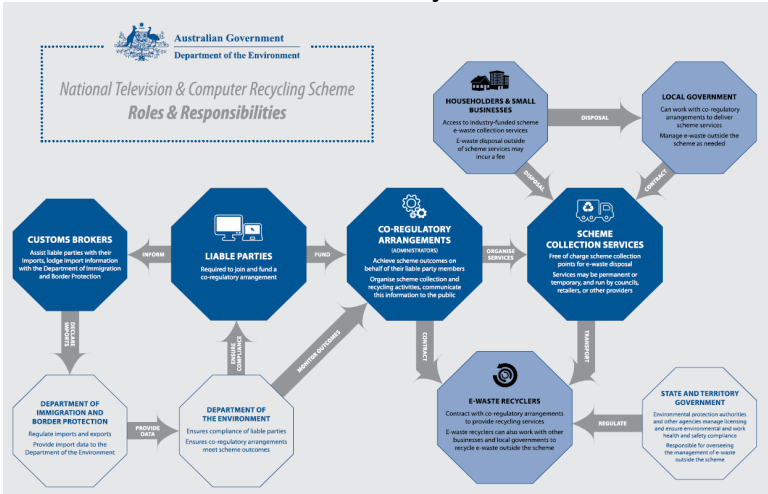 Australian Government
Department of the Environment
National Television & Computer Recycling Scheme
Roles & Responsibilities
HOUSEHOLDERS & SMALL
BUSINESSES
Access to industry-funded scheme
e-waste collection services
E-waste disposal outside
of scheme services may
incur a fee
DISPOSAL
LOCAL GOVERNMENT
Can work with co-regulatory
arrangements to deliver
scheme services
Manage e-waste outside the
scheme as needed
DISPOSAL
CONTRACT
CUSTOMS BROKERS
Assist liable parties with their
imports, lodge import information
with the Department of Immigration
and Border Protection
INFORM
LIABLE PARTIES
Required to join and fund a
co-regulatory arrangement
FUND
CO-REGULATORY
ARRANGEMENTS
(ADMINISTRATORS)
Achieve scheme outcomes on
behalf of their liable party members
Organise scheme collection and
recycling activities, communicate
this information to the public
ORGANISE
SERVICES
SCHEME
COLLECTION SERVICES
Free of charge scheme collection
points for e-waste disposal
Services may be permanent or
temporary, and run by councils,
retailers, or other providers
DECLARE
IMPORTS
ENSURE
COMPLIANCE
MONITOR OUTCOMES
CONTRACT
TRANSPORT
DEPARTMENT OF
IMMIGRATION AND
BORDER PROTECTION
Regulate imports and exports
Provide import data to the
Department of the Environment
PROVIDE
DATA
DEPARTMENT OF
THE ENVIRONMENT
Ensures compliance of liable parties
Ensures co-regulatory arrangements
meet scheme outcomes
E-WASTE RECYCLERS
Contract with co-regulatory arrangements
to provide recycling services
E-waste recyclers can also work with other
businesses and local governments to
recycle e-waste outside the scheme
REGULATE
STATE AND TERRITORY
GOVERNMENT
Environmental protection authorities
and other agencies manage licensing
and ensure environmental and work
health and safety compliance
Responsible for overseeing
the management of e-waste
outside the scheme